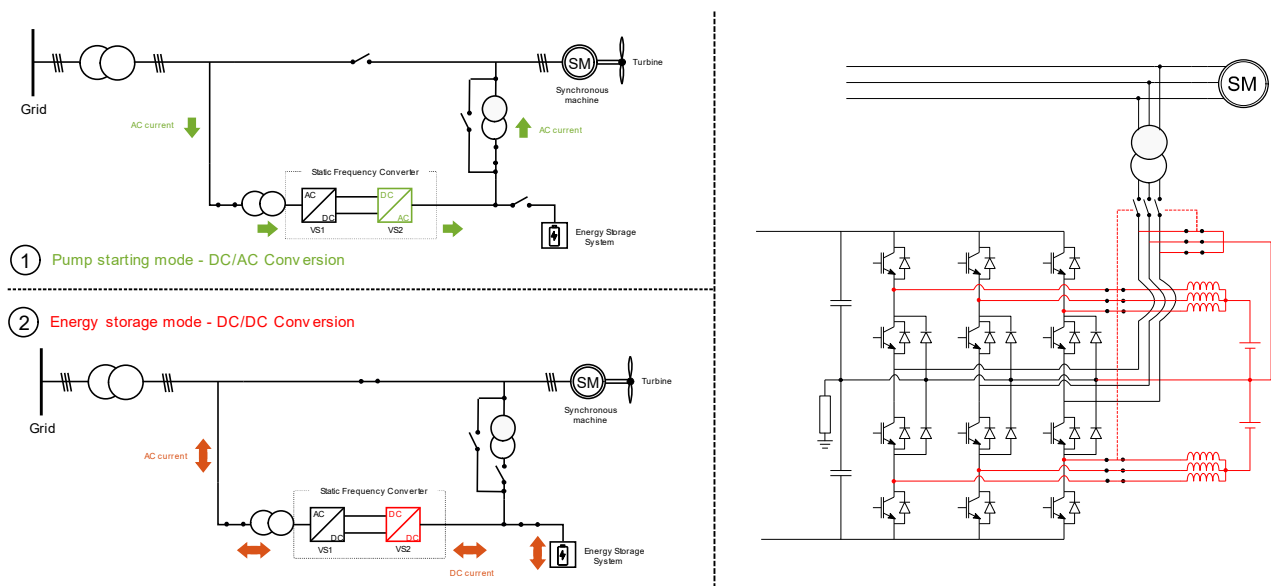 Grid
SM
Turbine
Synchronous
machine
AC current
AC current
Static Frequency Converter
AC
DC
DC
AC
VS1
VS2
Energy Storage
System
1
Pump starting mode - DC/AC Conversion
2
Energy storage mode - DC/DC Conversion
Grid
SM
Turbine
Synchronous
machine
AC current
Static Frequency Converter
AC
DC
DC
DC
VS1
VS2
DC current
Energy Storage
System
SM